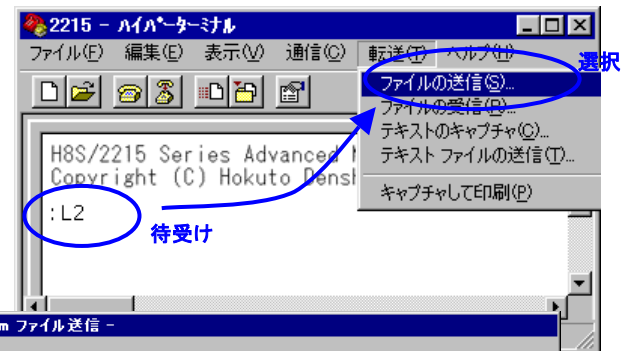 2215 - ﾊｲﾊﾟｰﾀｰﾐﾅﾙ
ファイル(F) 編集(E) 表示(V) 通信(C) 転送(T) ヘルプ(H)
選択
ファイルの送信(S)...
ファイルの受信(R)...
テキストのキャプチャ(C)...
テキスト ファイルの送信(T)...
キャプチャして印刷(P)
H8S/2215 Series Advanced
Copyright (C) Hokuto Densh
:L2
待受け
m ファイル送信 -